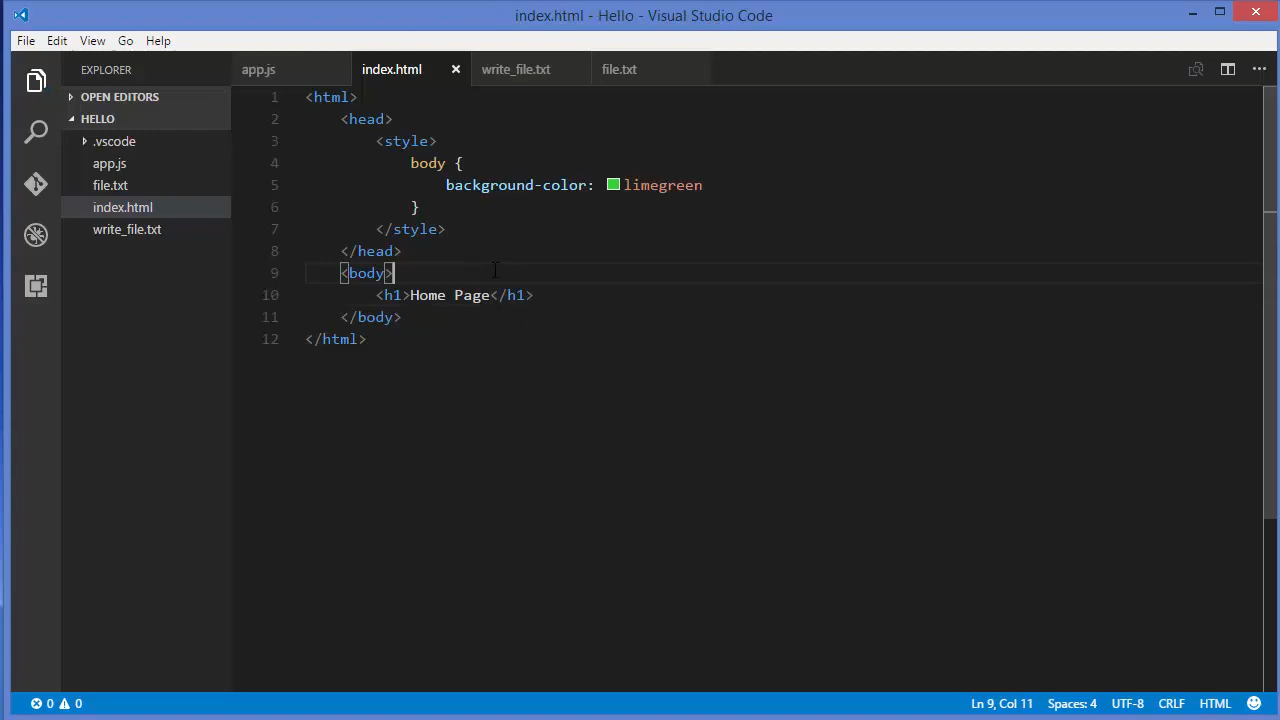 index.html - Hello - Visual Studio Code
File Edit View Go Help
EXPLORER
OPEN EDITORS
HELLO
.vscode
app.js
file.txt
index.html
write_file.txt
app.js index.html write_file.txt file.txt
1 <html>
2 <head>
3 <style>
4 body {
5 background-color: limegreen
6 }
7 </style>
8 </head>
9 <body>
10 <h1>Home Page</h1>
11 </body>
12 </html>
0 0 Ln 9, Col 11 Spaces: 4 UTF-8 CRLF HTML